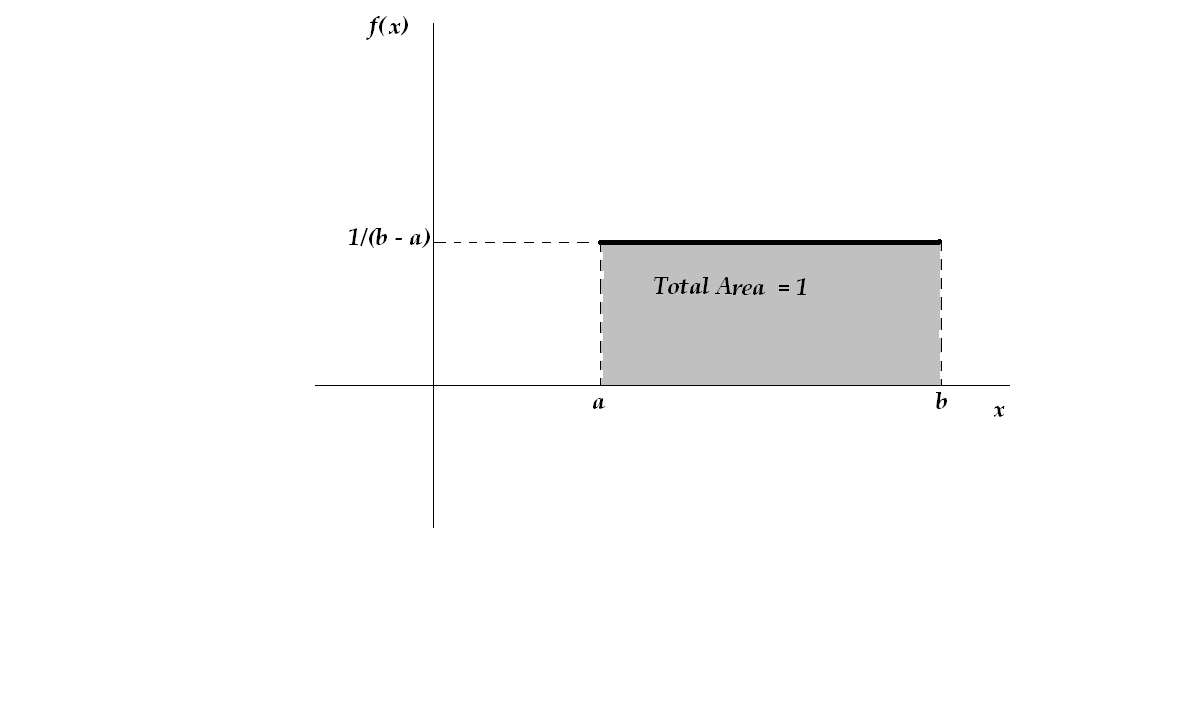 f(x)
1/(b - a)
Total Area = 1
a
b
x